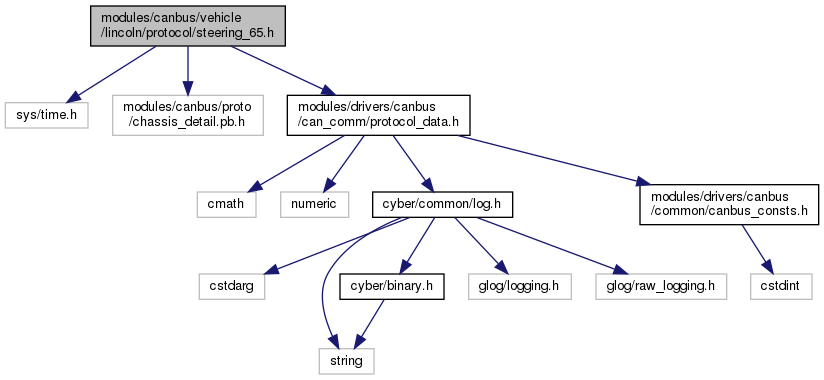 modules/canbus/vehicle
/lincoln/protocol/steering_65.h
sys/time.h
modules/canbus/proto
/chassis_detail.pb.h
modules/drivers/canbus
/can_comm/protocol_data.h
cmath
numeric
cyber/common/log.h
modules/drivers/canbus
/common/canbus_consts.h
cstdarg
cyber/binary.h
glog/logging.h
glog/raw_logging.h
cstdint
string